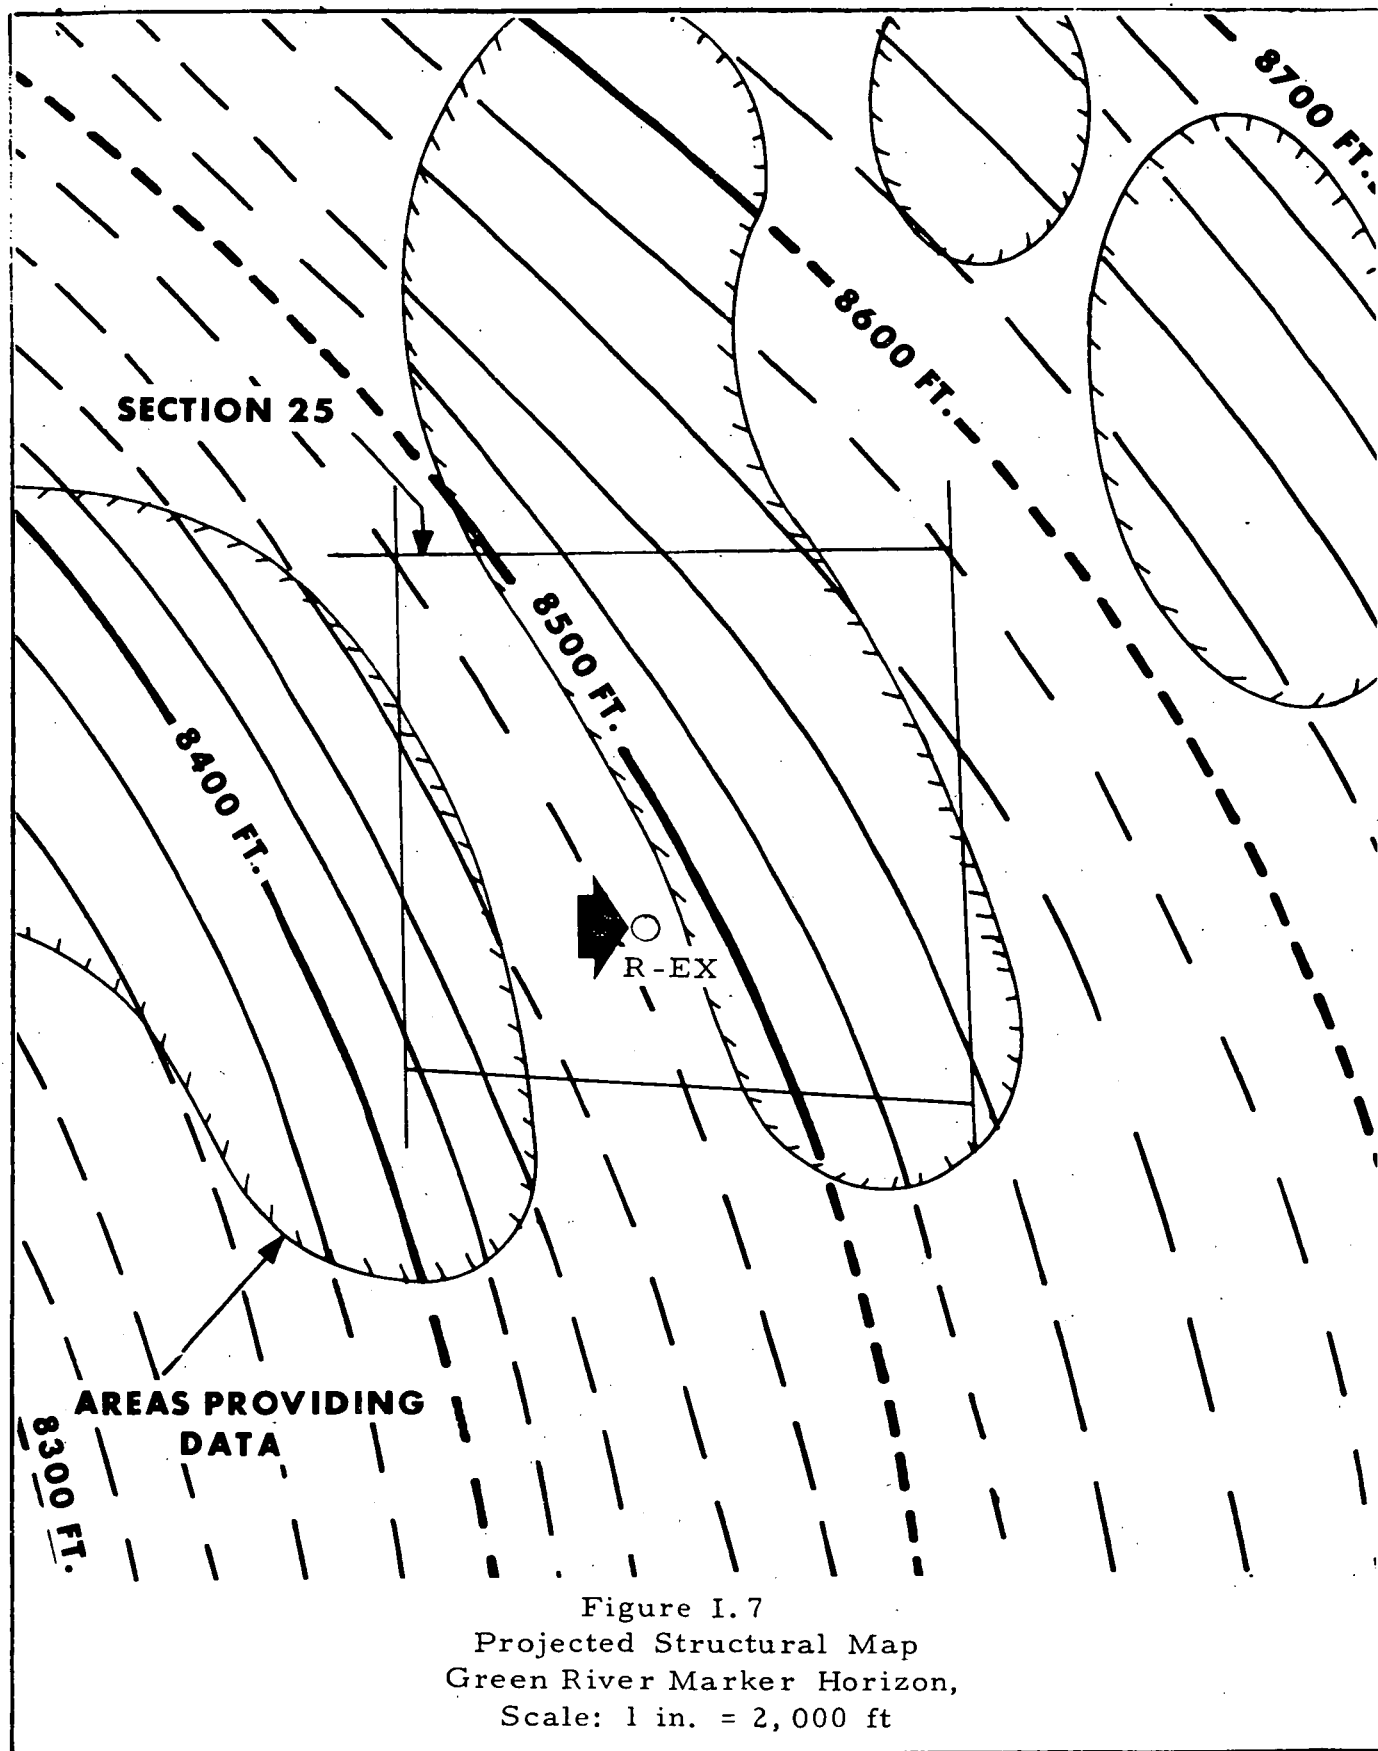 8700 FT.
8600 FT.
SECTION 25
8500 FT.
8400 FT.
R-EX
AREAS PROVIDING
DATA
8300 FT.
Figure I.7
Projected Structural Map
Green River Marker Horizon,
Scale: 1 in. = 2,000 ft